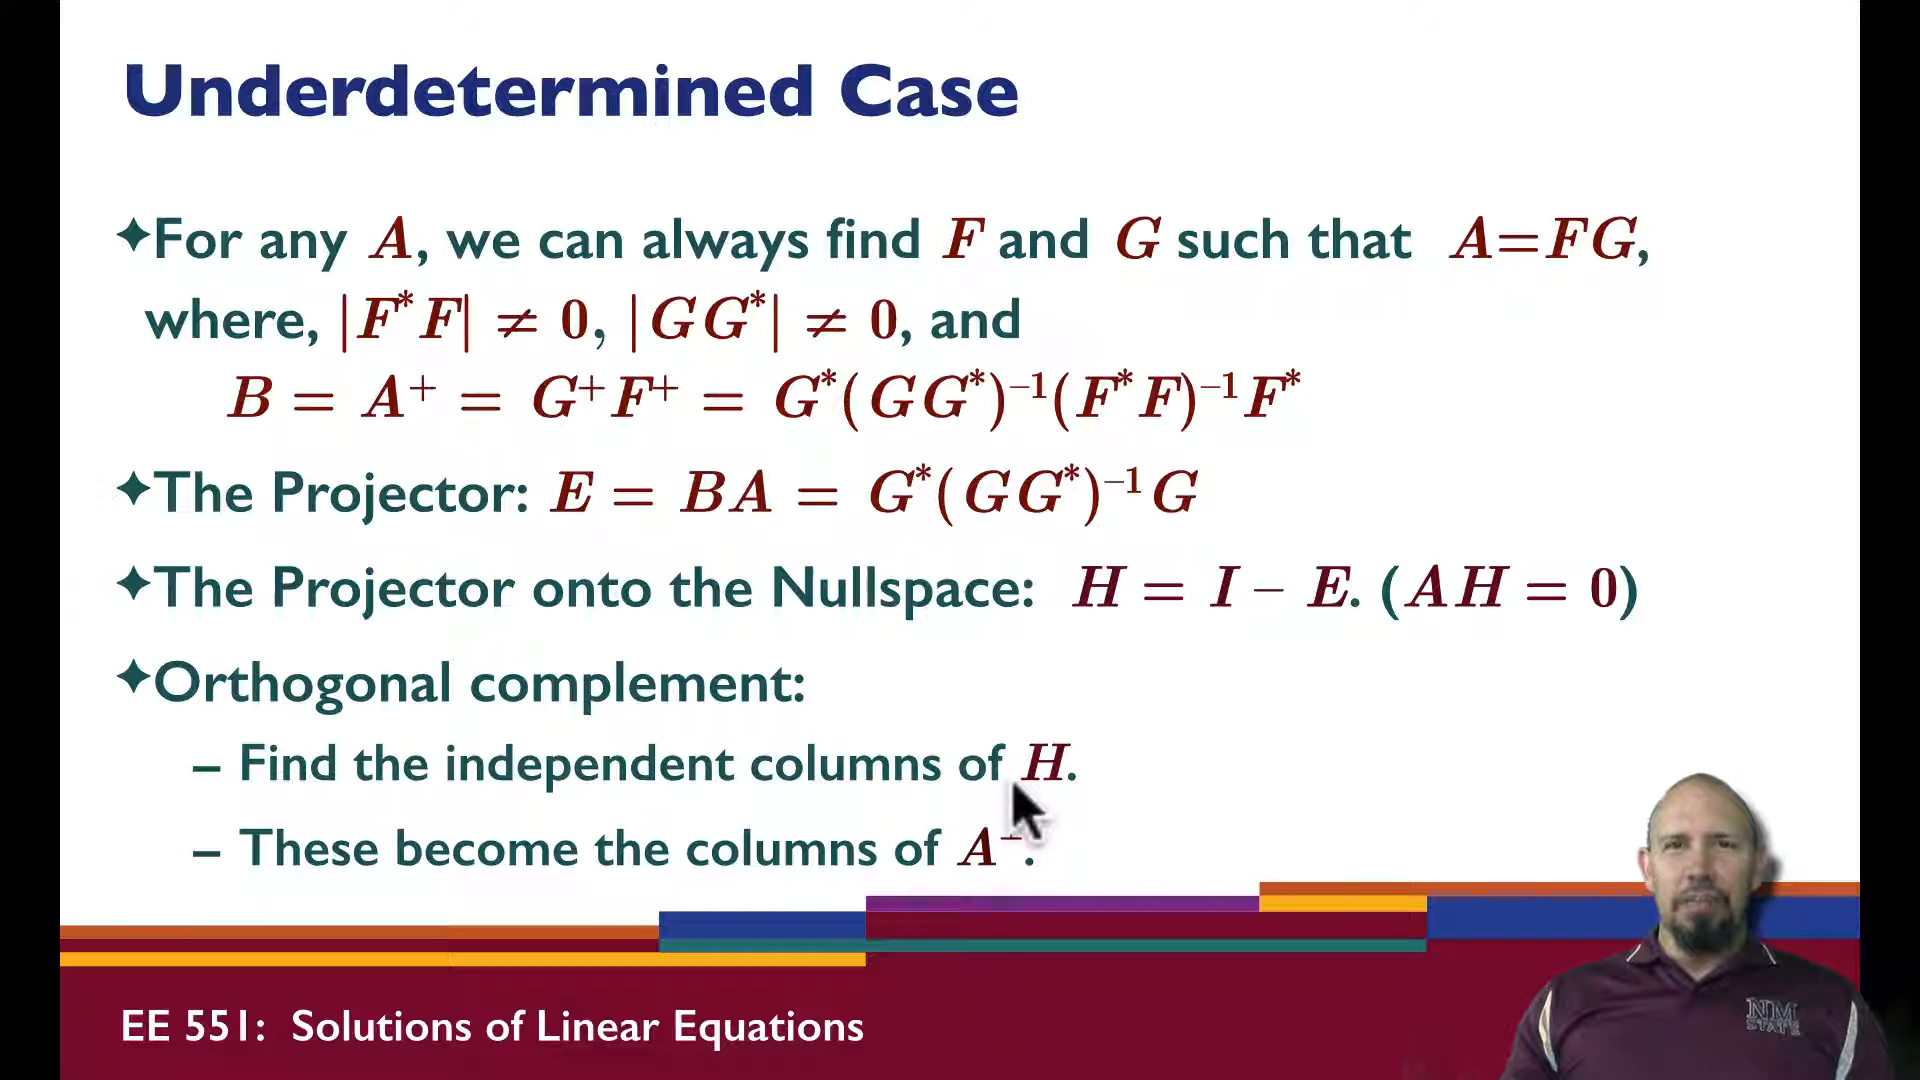 Underdetermined Case
✦For any A, we can always find F and G such that A=FG,
where, |F*F| ≠ 0, |GG*| ≠ 0, and
B = A⁺ = G⁺F⁺ = G*(GG*)⁻¹(F*F)⁻¹F*
✦The Projector: E = BA = G*(GG*)⁻¹G
✦The Projector onto the Nullspace: H = I – E. (AH = 0)
✦Orthogonal complement:
– Find the independent columns of H.
– These become the columns of A .
EE 551: Solutions of Linear Equations
NM
STATE